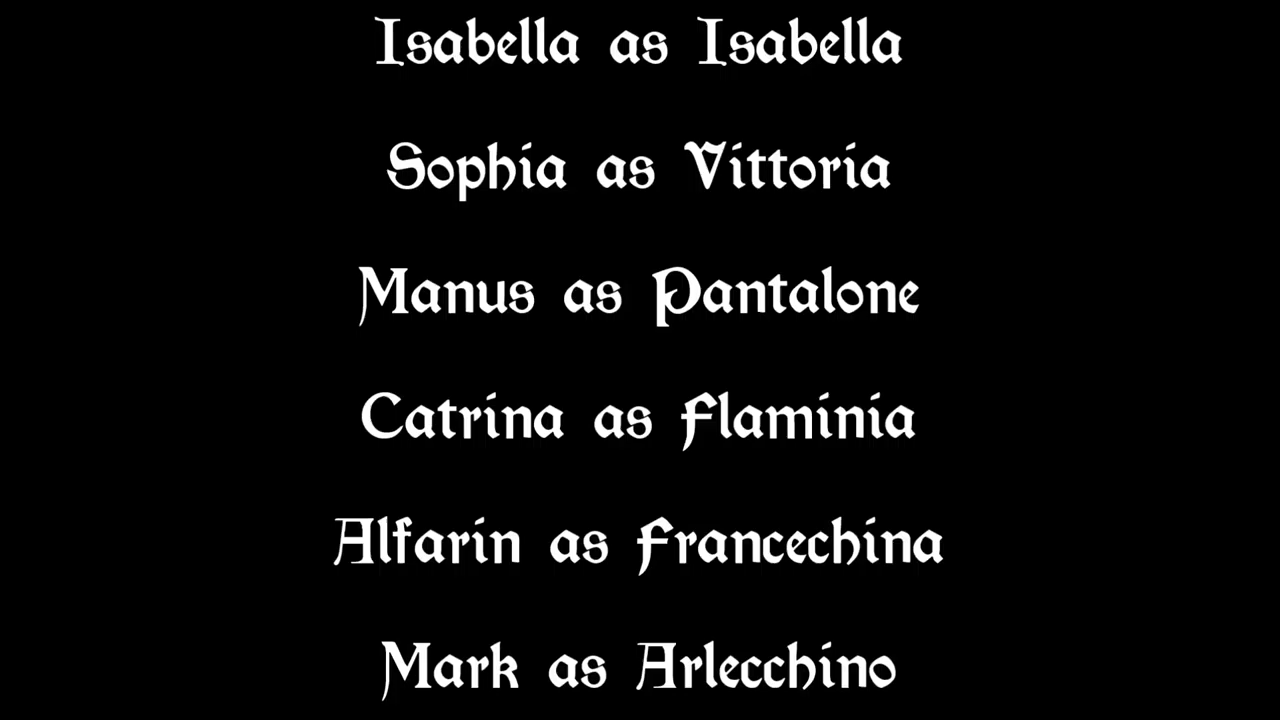 Isabella as Isabella
Sophia as Vittoria
Manus as Pantalone
Catrina as Flaminia
Alfarin as Francechina
Mark as Arlecchino